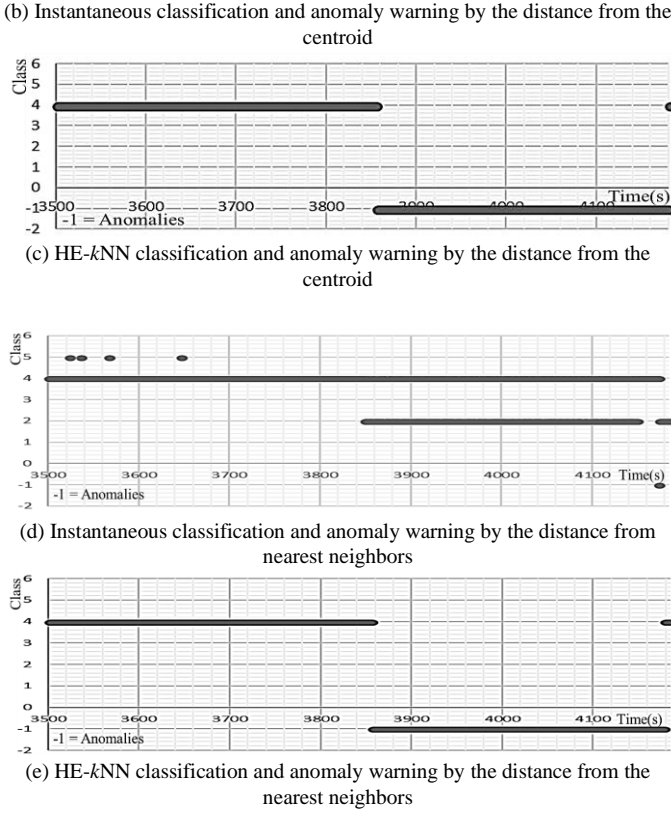 (b) Instantaneous classification and anomaly warning by the distance from the
centroid
Class
6
5
4
3
2
1
0
-1
-2
3500 3600 3700 3800 3900 4000 4100 Time(s)
-1 = Anomalies
(c) HE-kNN classification and anomaly warning by the distance from the
centroid
Class
6
5
4
3
2
1
0
-1
-2
3500 3600 3700 3800 3900 4000 4100 Time(s)
-1 = Anomalies
(d) Instantaneous classification and anomaly warning by the distance from
nearest neighbors
Class
6
5
4
3
2
1
0
-1
-2
3500 3600 3700 3800 3900 4000 4100 Time(s)
-1 = Anomalies
(e) HE-kNN classification and anomaly warning by the distance from the
nearest neighbors